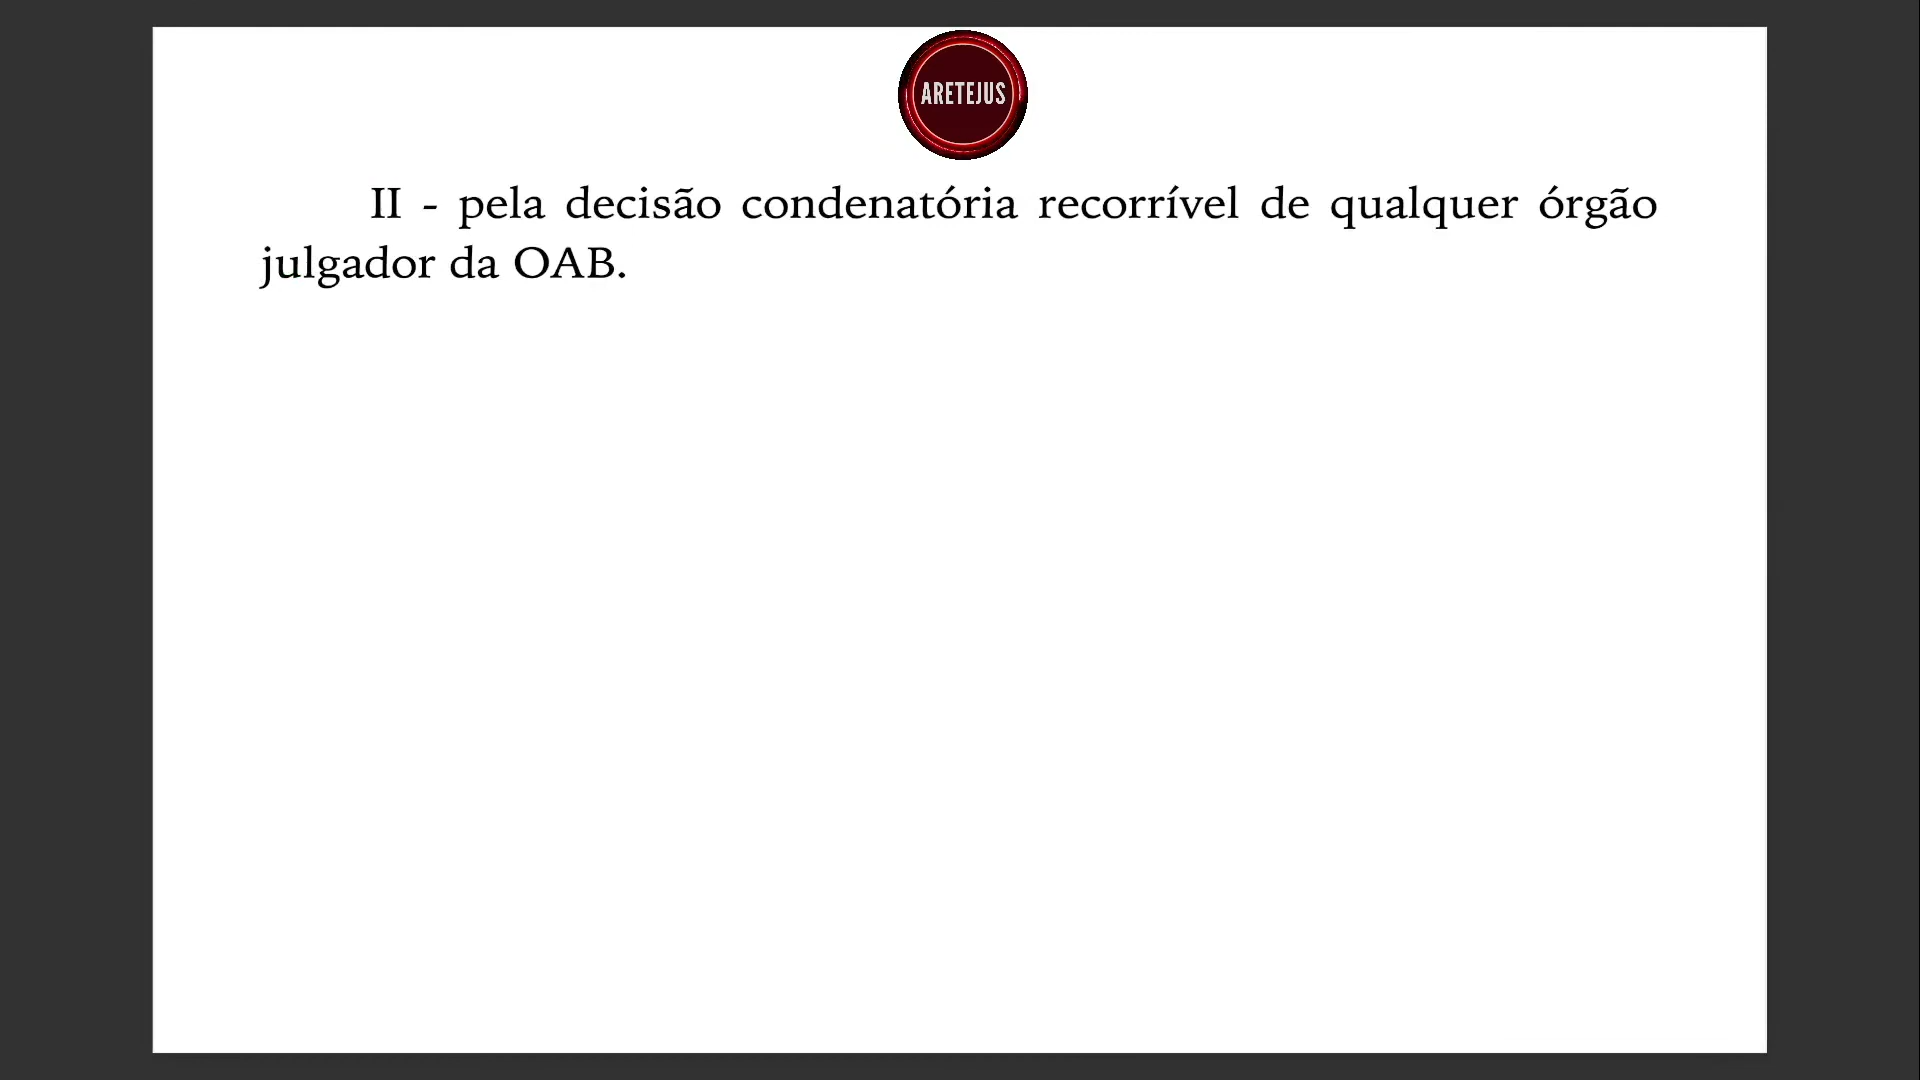 ARETEJUS
II - pela decisão condenatória recorrível de qualquer órgão
julgador da OAB.